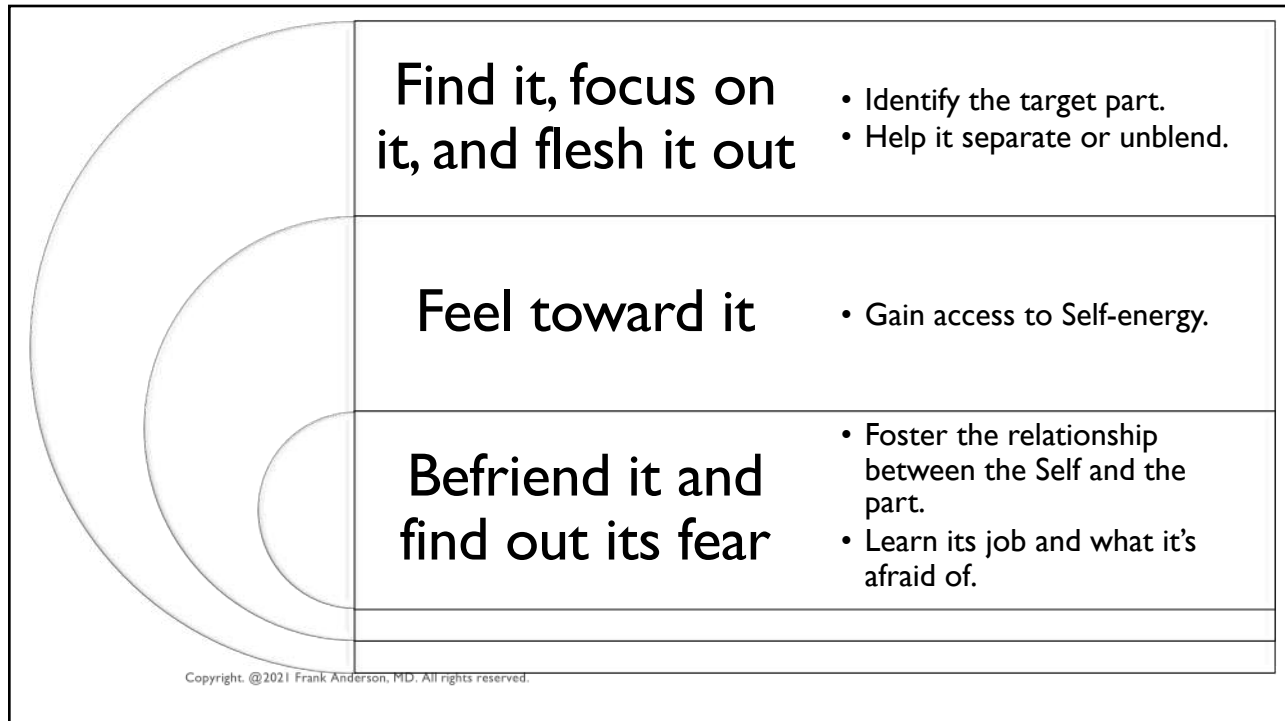 Find it, focus on
it, and flesh it out
• Identify the target part.
• Help it separate or unblend.
Feel toward it
• Gain access to Self-energy.
Befriend it and
find out its fear
• Foster the relationship
between the Self and the
part.
• Learn its job and what it's
afraid of.
Copyright. @2021 Frank Anderson, MD. All rights reserved.